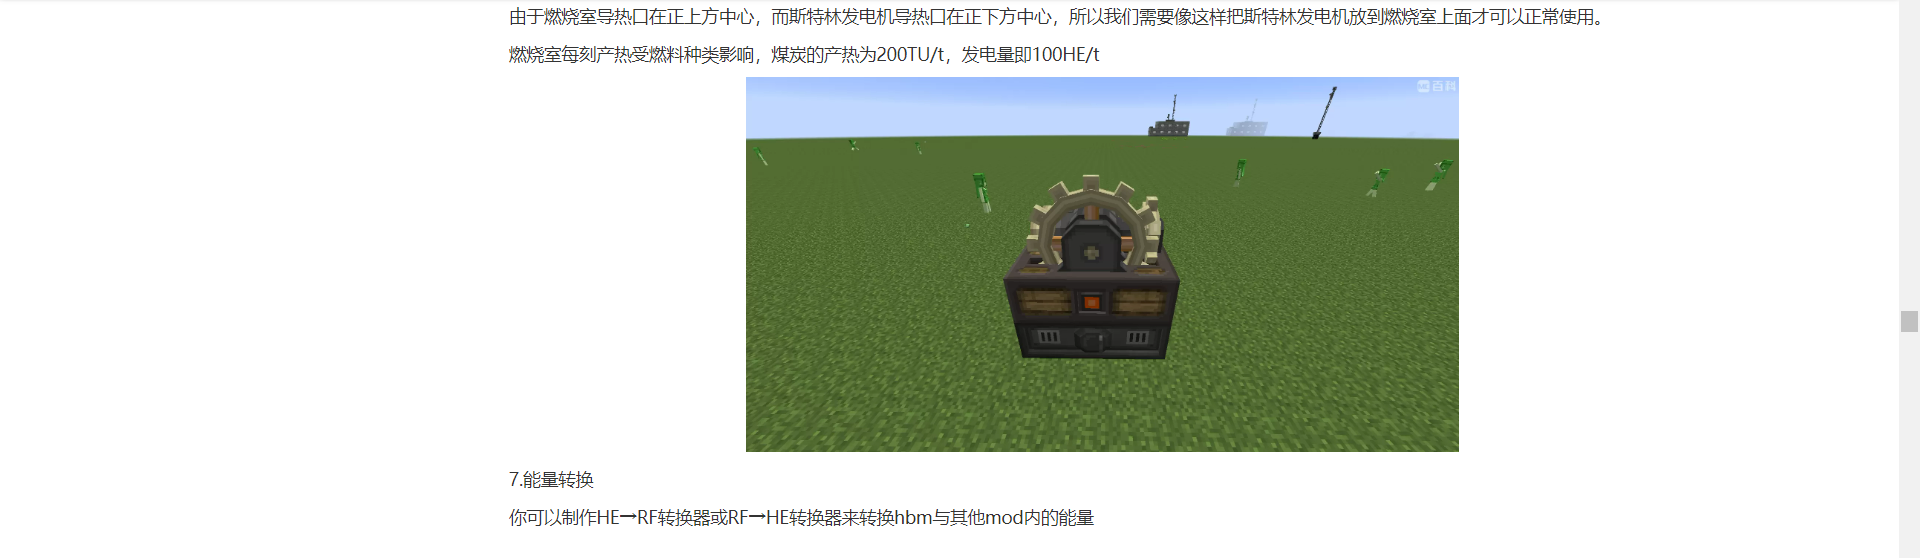 由于燃烧室导热口在正上方中心，而斯特林发电机导热口在正下方中心，所以我们需要像这样把斯特林发电机放到燃烧室上面才可以正常使用。
燃烧室每刻产热受燃料种类影响，煤炭的产热为200TU/t，发电量即100HE/t
百科
7.能量转换
你可以制作HE→RF转换器或RF→HE转换器来转换hbm与其他mod内的能量